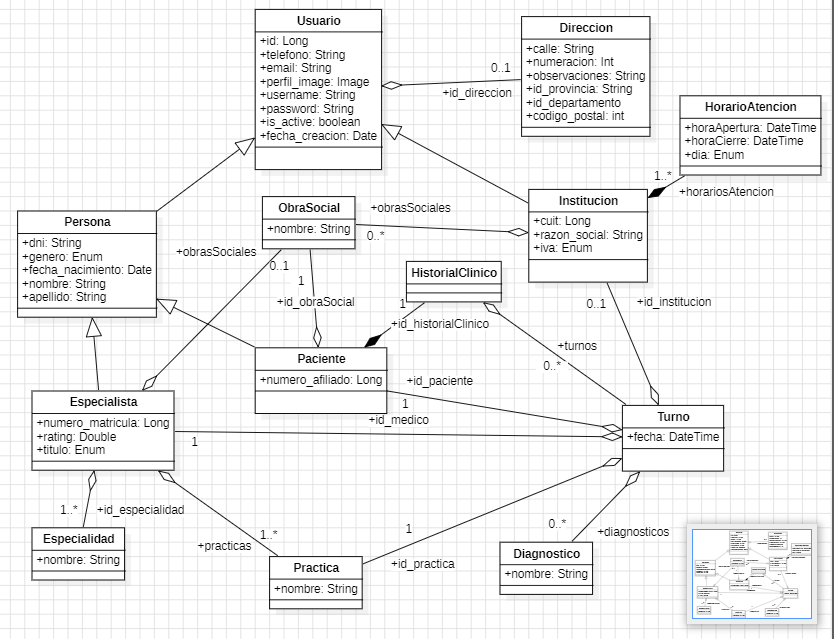 Usuario
+id: Long
+telefono: String
+email: String
+perfil_image: Image
+username: String
+password: String
+is_active: boolean
+fecha_creacion: Date
0..1
+id_direccion
Direccion
+calle: String
+numeracion: Int
+observaciones: String
+id_provincia: String
+id_departamento
+codigo_postal: int
HorarioAtencion
+horaApertura: DateTime
+horaCierre: DateTime
+dia: Enum
1..*
+horariosAtencion
Institucion
+cuit: Long
+razon_social: String
+iva: Enum
ObraSocial
+nombre: String
+obrasSociales
0..*
Persona
+dni: String
+genero: Enum
+fecha_nacimiento: Date
+nombre: String
+apellido: String
+obrasSociales
0..1
1
+id_obraSocial
HistorialClinico
1
+id_historialClinico
0..1
+id_institucion
+turnos
0..*
Paciente
+numero_afiliado: Long
+id_paciente
1
+id_medico
1
Especialista
+numero_matricula: Long
+rating: Double
+titulo: Enum
Turno
+fecha: DateTime
1..*
+id_especialidad
Especialidad
+nombre: String
1..*
+practicas
Practica
+nombre: String
1
+id_practica
0..*
+diagnosticos
Diagnostico
+nombre: String